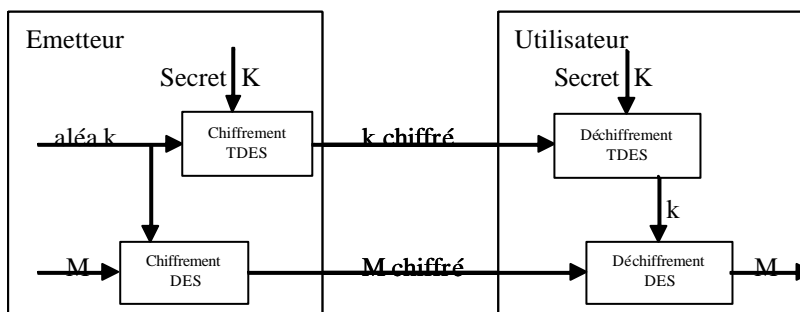 Emetteur
Secret K
aléa k
Chiffrement
TDES
k chiffré
M
Chiffrement
DES
M chiffré
Utilisateur
Secret K
Déchiffrement
TDES
k
Déchiffrement
DES
M